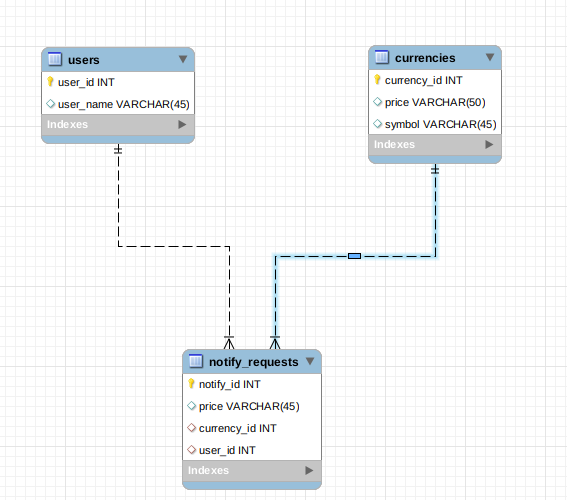 users
user_id INT
user_name VARCHAR(45)
Indexes
currencies
currency_id INT
price VARCHAR(50)
symbol VARCHAR(45)
Indexes
notify_requests
notify_id INT
price VARCHAR(45)
currency_id INT
user_id INT
Indexes